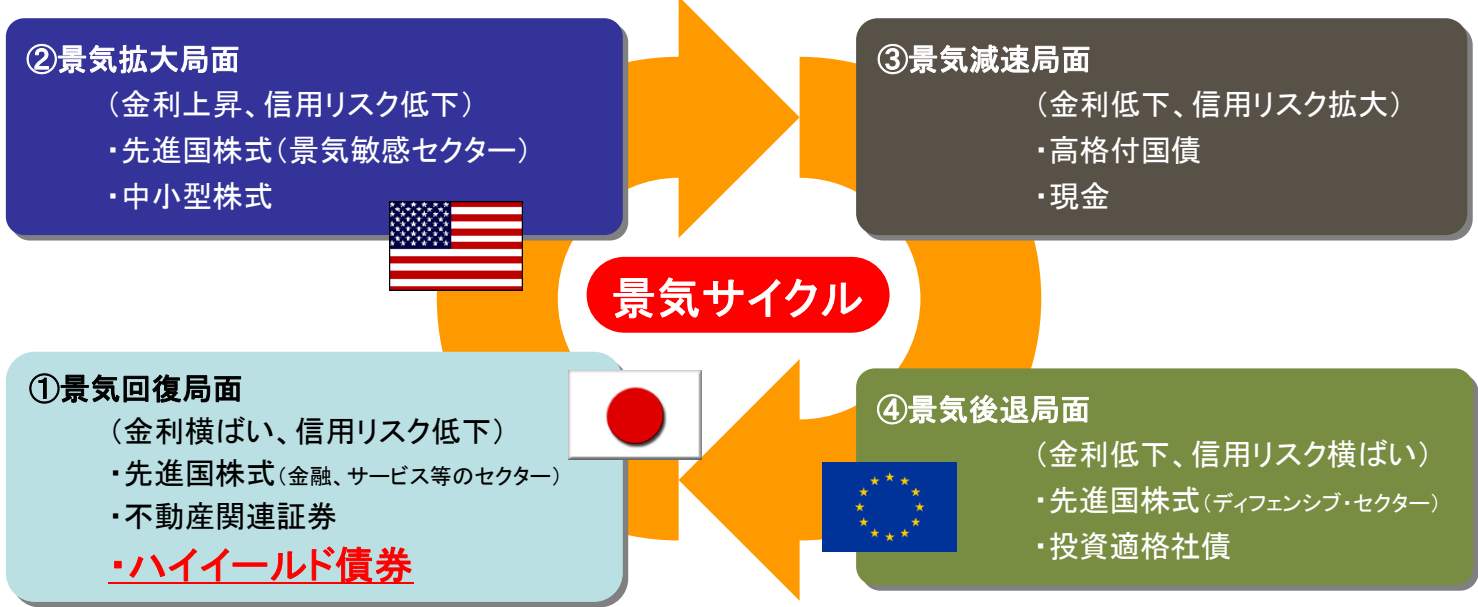 ②景気拡大局面
(金利上昇、信用リスク低下)
・先進国株式(景気敏感セクター)
・中小型株式
③景気減速局面
(金利低下、信用リスク拡大)
・高格付国債
・現金
景気サイクル
①景気回復局面
(金利横ばい、信用リスク低下)
・先進国株式(金融、サービス等のセクター)
・不動産関連証券
・ハイイールド債券
④景気後退局面
(金利低下、信用リスク横ばい)
・先進国株式(ディフェンシブ・セクター)
・投資適格社債